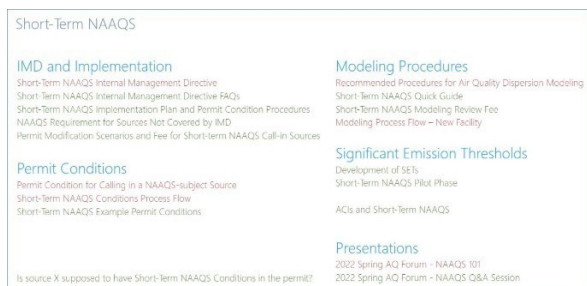 Short-Term NAAQS
IMD and Implementation
Short-Term NAAQS Internal Management Directive
Short-Term NAAQS Internal Management Directive FAQs
Short-Term NAAQS Implementation Plan and Permit Condition Procedures
NAAQS Requirement for Sources Not Covered by IMD
Permit Modification Scenarios and Fee for Short-term NAAQS Call-in Sources
Permit Conditions
Permit Condition for Calling in a NAAQS-subject Source
Short-Term NAAQS Conditions Process Flow
Short-Term NAAQS Example Permit Conditions
Is source X supposed to have Short-Term NAAQS Conditions in the permit?
Modeling Procedures
Recommended Procedures for Air Quality Dispersion Modeling
Short-Term NAAQS Quick Guide
Short-Term NAAQS Modeling Review Fee
Modeling Process Flow – New Facility
Significant Emission Thresholds
Development of SETs
Short-Term NAAQS Pilot Phase
ACIs and Short-Term NAAQS
Presentations
2022 Spring AQ Forum - NAAQS 101
2022 Spring AQ Forum - NAAQS Q&A Session